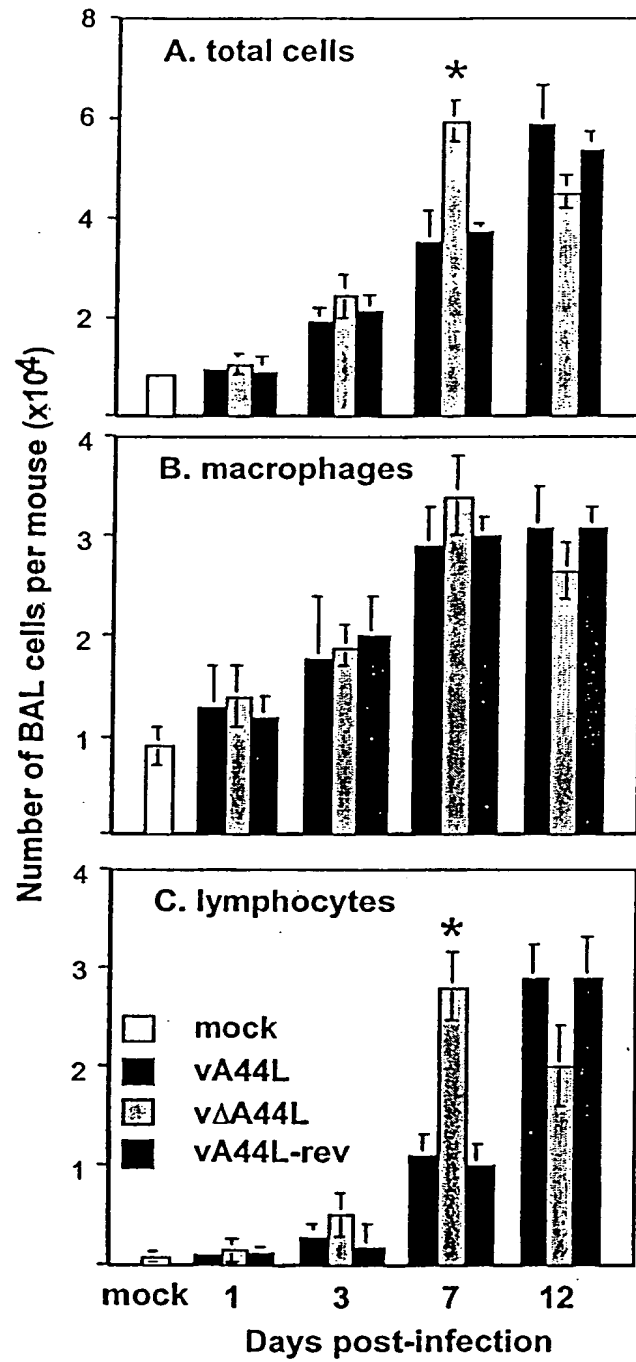 Number of BAL cells per mouse (x10⁴)
8
6
4
2
A. total cells
*
4
3
2
1
B. macrophages
4
3
2
1
C. lymphocytes
*
mock
vA44L
vΔA44L
vA44L-rev
mock 1 3 7 12
Days post-infection